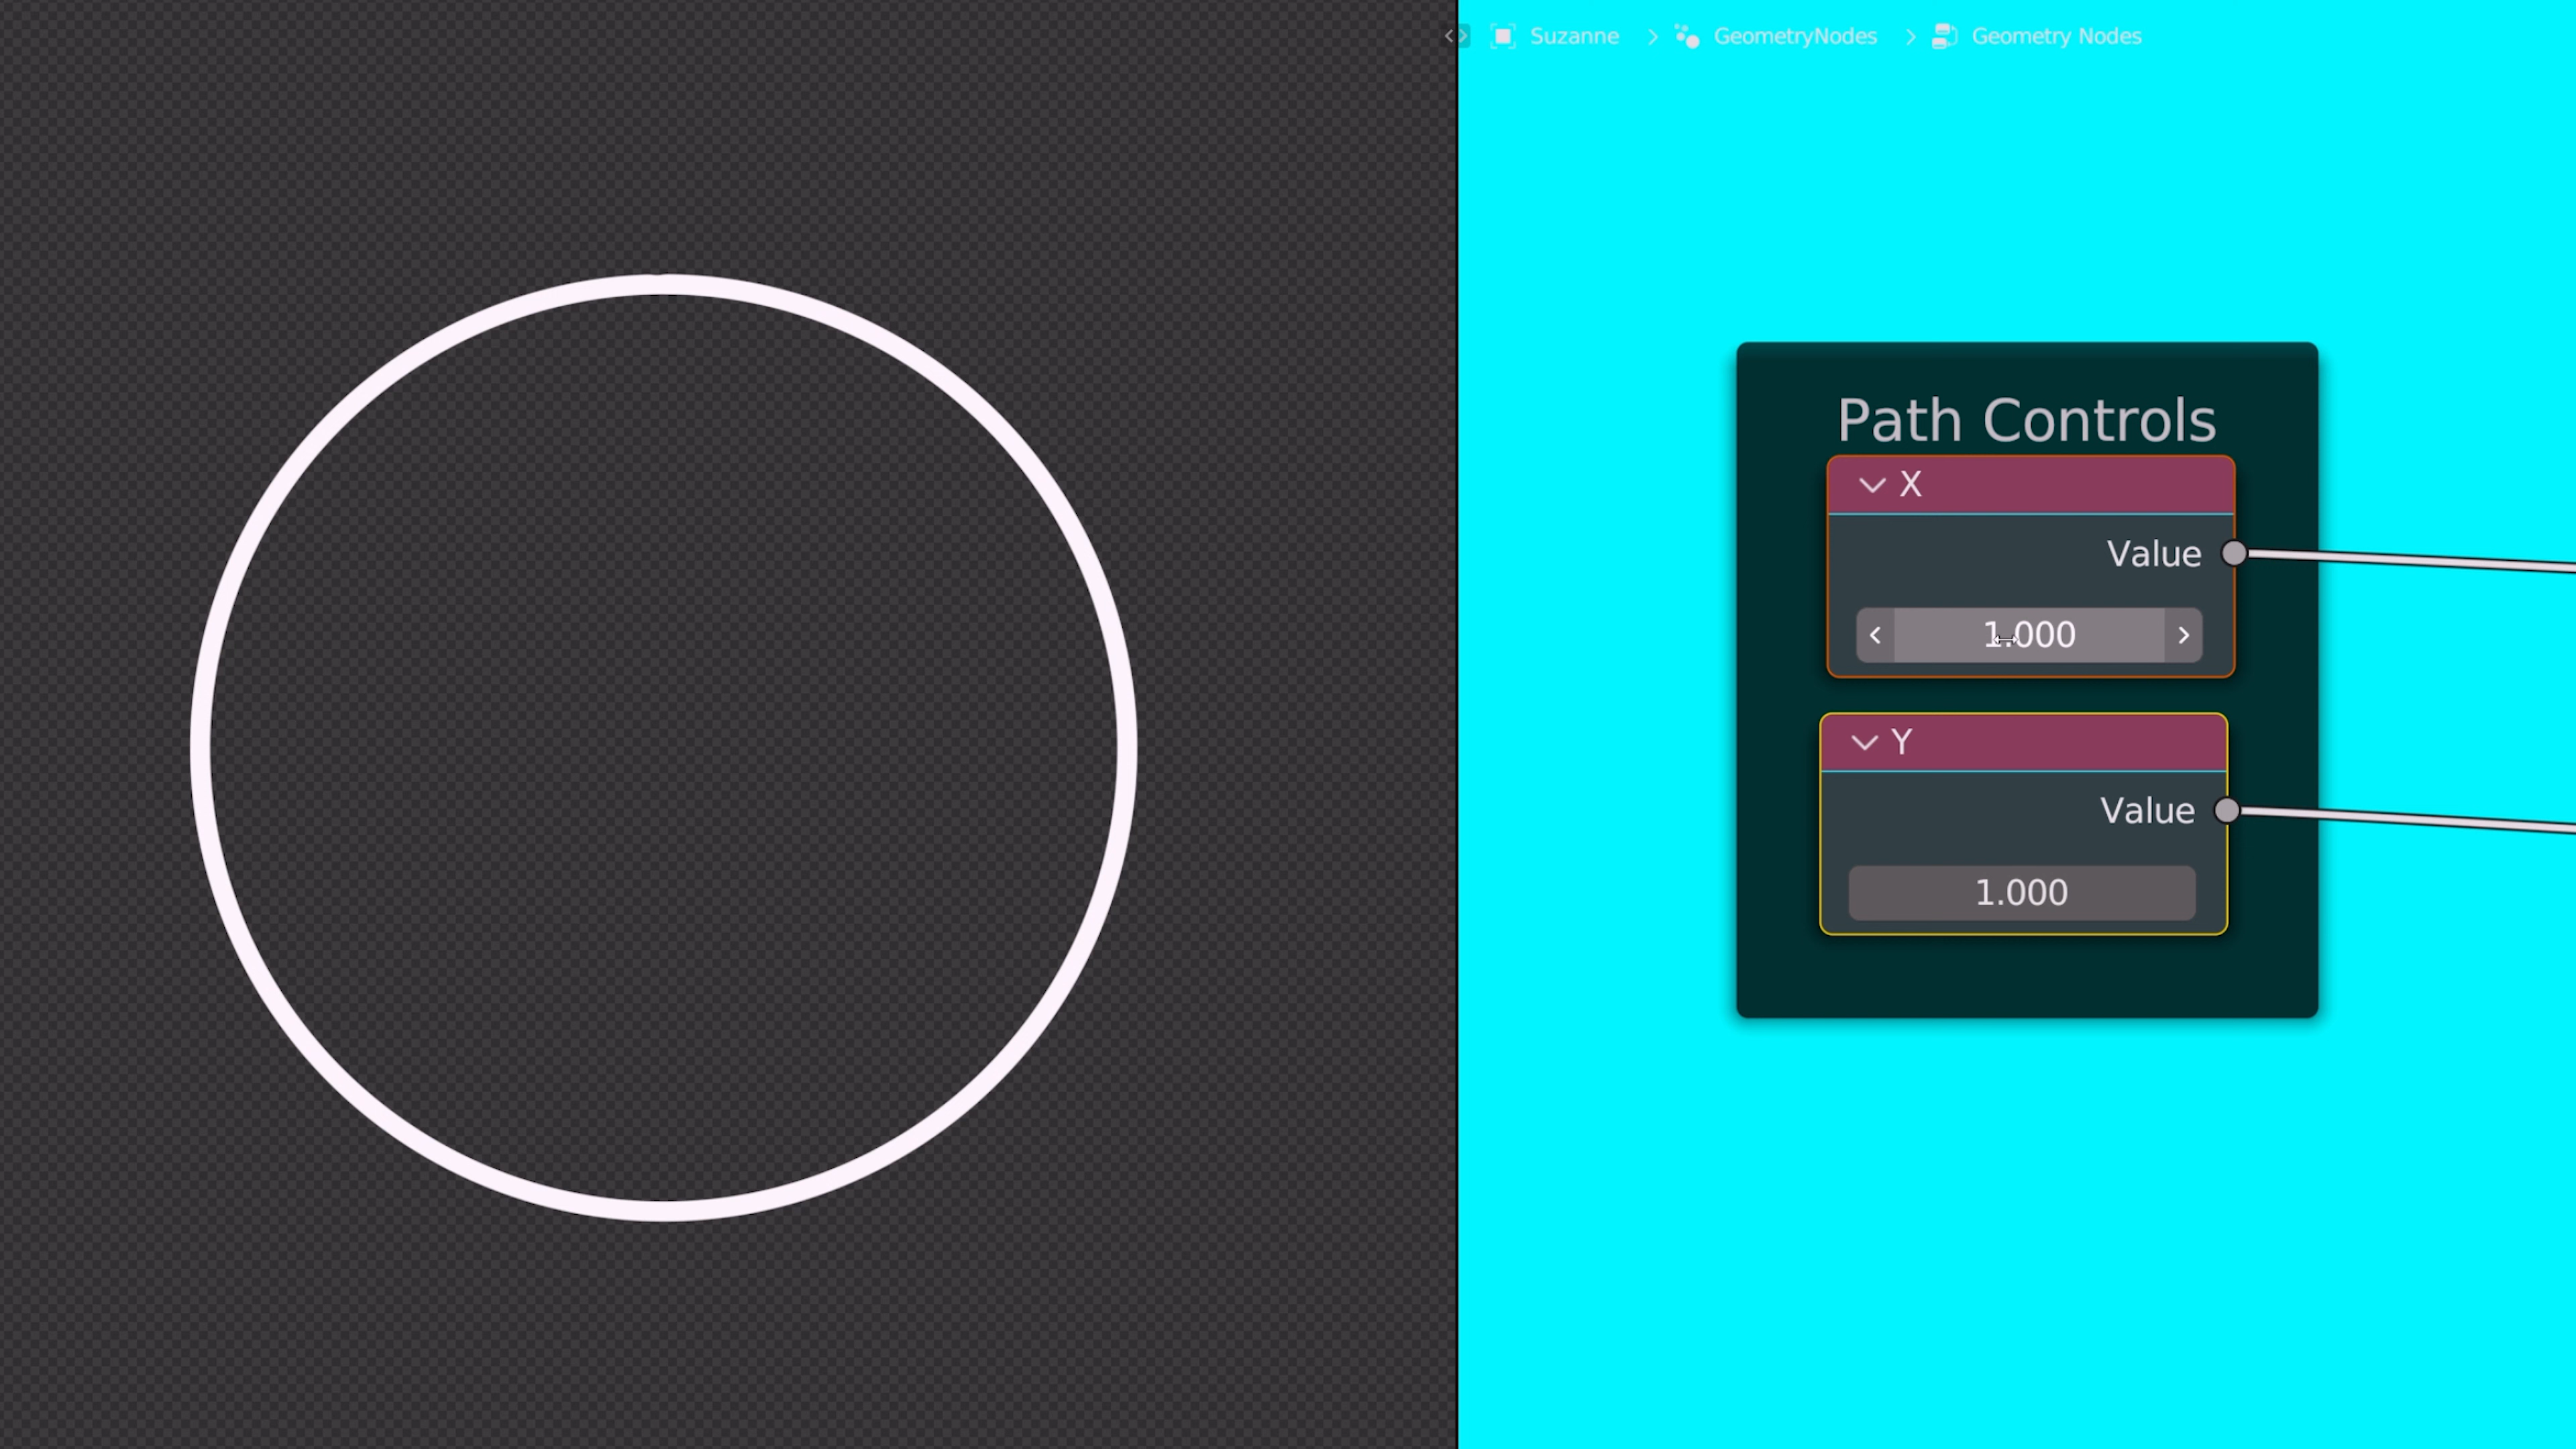 Suzanne > GeometryNodes > Geometry Nodes
Path Controls
X
Value
1.000
Y
Value
1.000